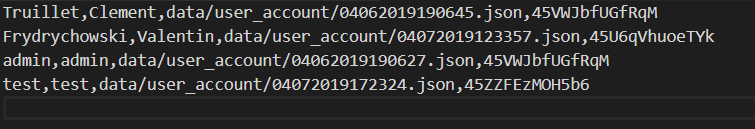 Truillet,Clement,data/user_account/04062019190645.json,45VWJbfUGfRqM
Frydrychowski,Valentin,data/user_account/04072019123357.json,45U6qVhuoeTYk
admin,admin,data/user_account/04062019190627.json,45VWJbfUGfRqM
test,test,data/user_account/04072019172324.json,45ZZFEzMOH5b6